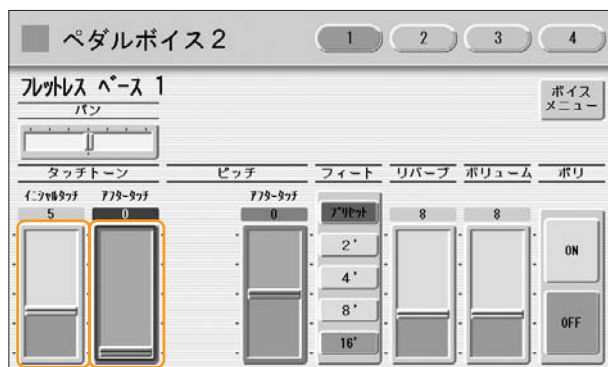 ペダルボイス2
1 2 3 4
フレットレス ベース 1
ボイス
メニュー
パン
タッチトーン ピッチ フィート リバーブ ボリューム ポリ
イニシャルタッチ アフタータッチ アフタータッチ プリセット
5 0 0 8 8
2'
4'
8'
16'
ON
OFF